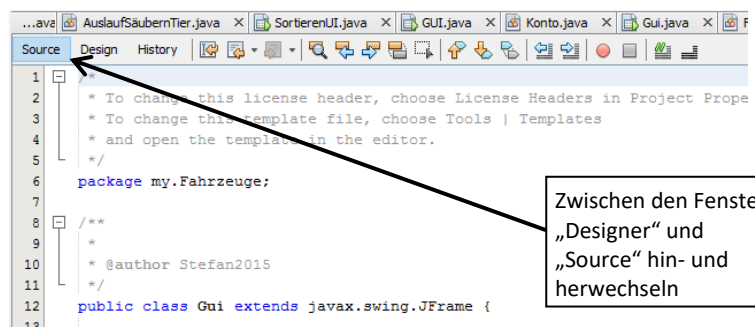 ...ava AuslaufSäubernTier.java SortierenUI.java GUI.java Konto.java Gui.java F
Source Design History
1 /*
2 * To change this license header, choose License Headers in Project Prope
3 * To change this template file, choose Tools | Templates
4 * and open the template in the editor.
5 */
6 package my.Fahrzeuge;
7
8 /**
9 *
10 * @author Stefan2015
11 */
12 public class Gui extends javax.swing.JFrame {
13
Zwischen den Fenste
„Designer“ und
„Source“ hin- und
herwechseln